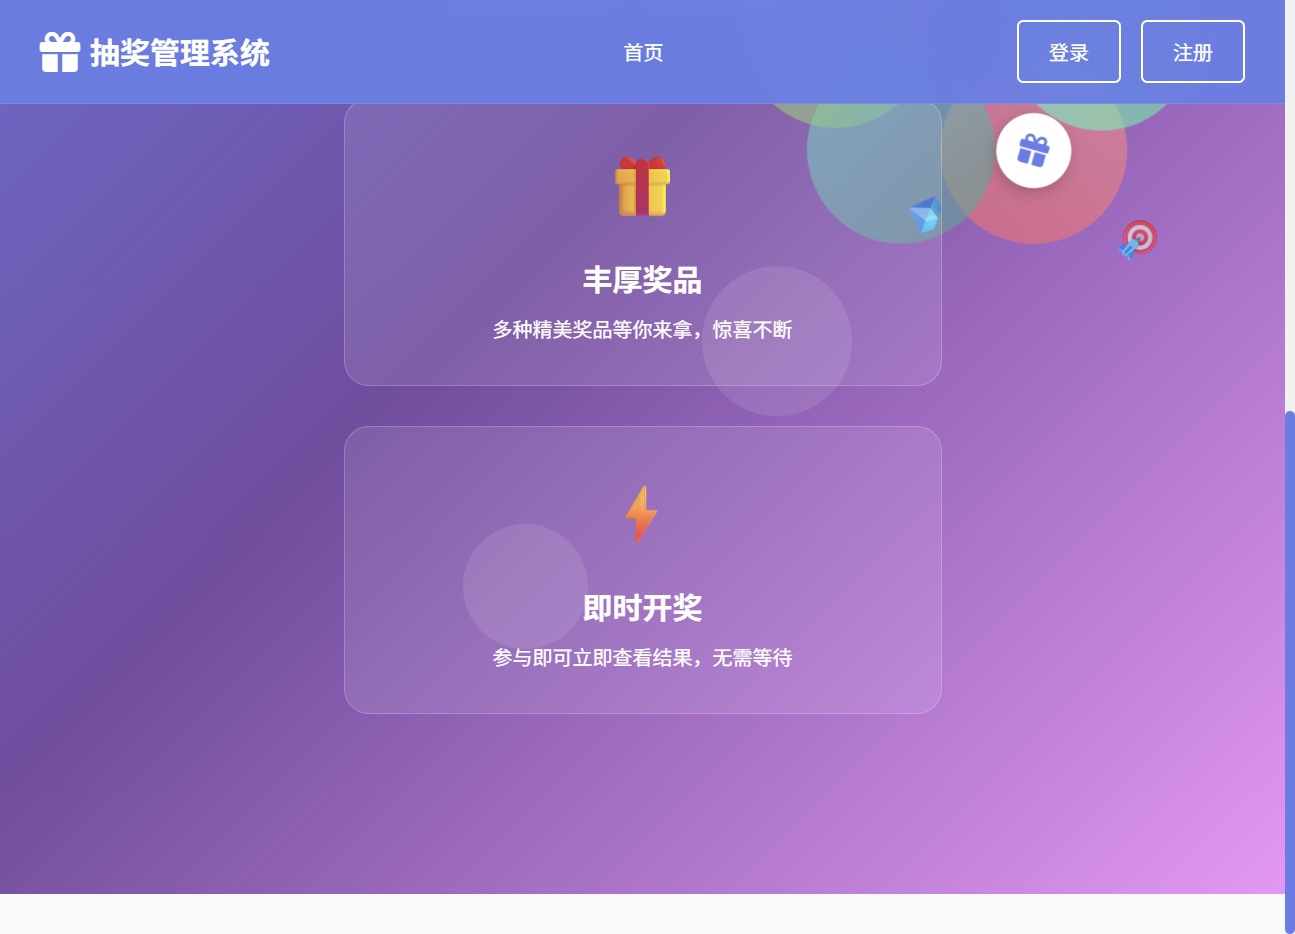 抽奖管理系统
首页
登录
注册
丰厚奖品
多种精美奖品等你来拿，惊喜不断
即时开奖
参与即可立即查看结果，无需等待